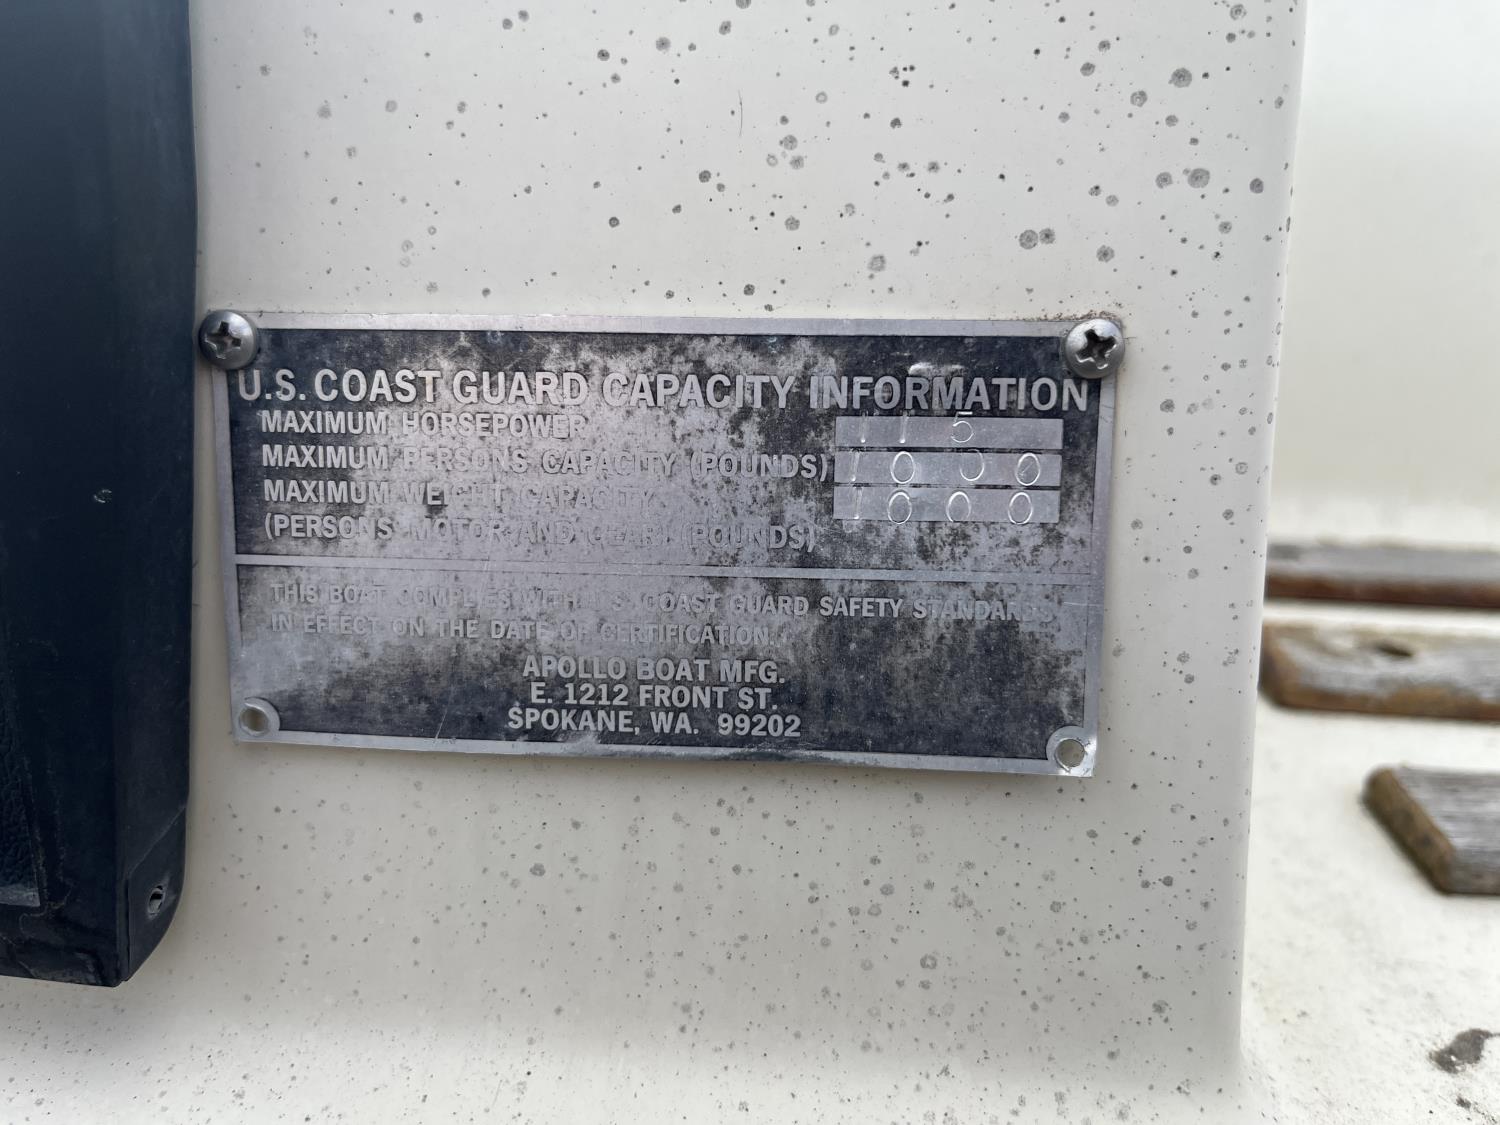 U.S. COAST GUARD CAPACITY INFORMATION
MAXIMUM HORSEPOWER 115
MAXIMUM PERSONS CAPACITY (POUNDS) 1000
MAXIMUM WEIGHT CAPACITY 1000
(PERSONS MOTOR AND GEAR) (POUNDS)
THIS BOAT COMPLIES WITH U.S. COAST GUARD SAFETY STANDARDS
IN EFFECT ON THE DATE OF CERTIFICATION.
APOLLO BOAT MFG.
E. 1212 FRONT ST.
SPOKANE, WA. 99202